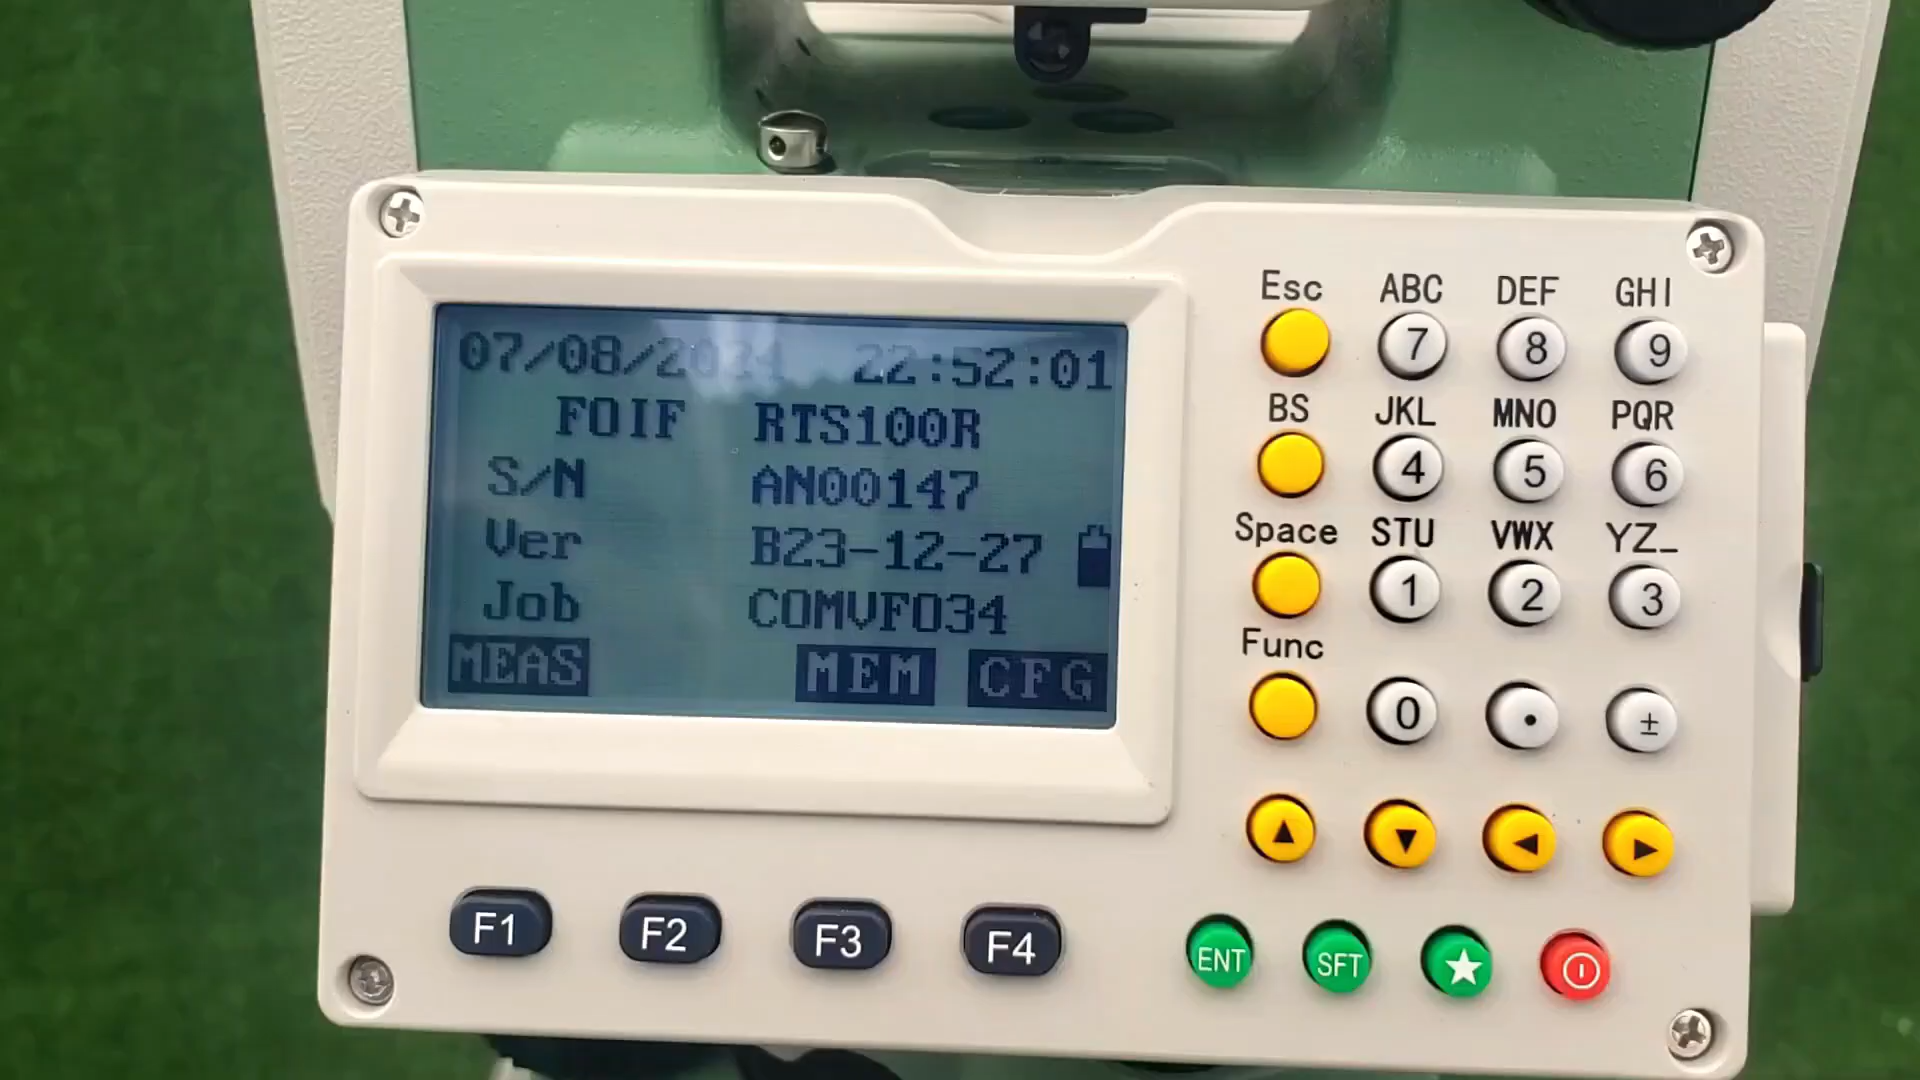 07/08/2024 22:52:01
FOIF RTS100R
S/N AN00147
Ver B23-12-27
Job COMVF034
MEAS MEM CFG
Esc ABC DEF GHI
7 8 9
BS JKL MNO PQR
4 5 6
Space STU VWX YZ_
1 2 3
Func
0 . ±
▲ ▼ ◀ ▶
F1 F2 F3 F4
ENT SFT ★